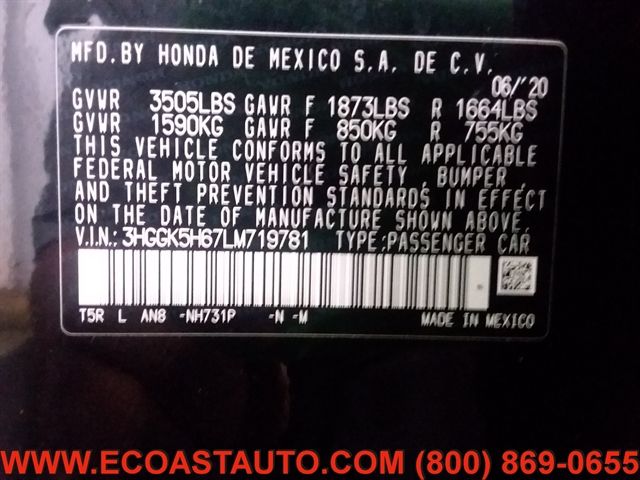 MFD. BY HONDA DE MEXICO S.A. DE C.V.
06/'20
GVWR 3505LBS GAWR F 1873LBS R 1664LBS
GVWR 1590KG GAWR F 850KG R 755KG
THIS VEHICLE CONFORMS TO ALL APPLICABLE
FEDERAL MOTOR VEHICLE SAFETY, BUMPER,
AND THEFT PREVENTION STANDARDS IN EFFECT
ON THE DATE OF MANUFACTURE SHOWN ABOVE.
V.I.N.: 3HGGK5H67LM719781 TYPE:PASSENGER CAR
T5R L AN8 -NH731P -N -M MADE IN MEXICO
WWW.ECOASTAUTO.COM (800) 869-0655